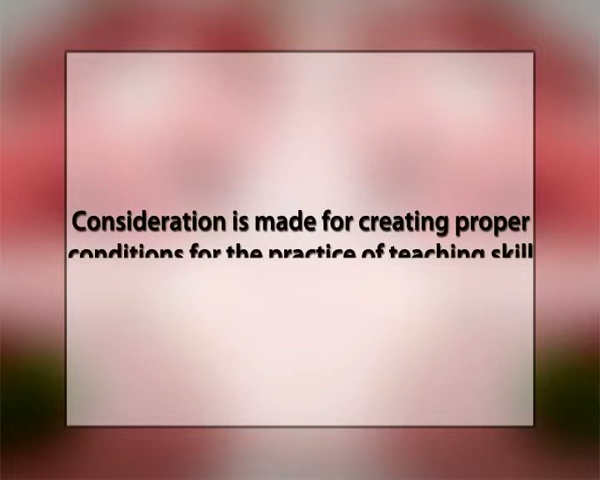 Consideration is made for creating proper
conditions for the practice of teaching skill